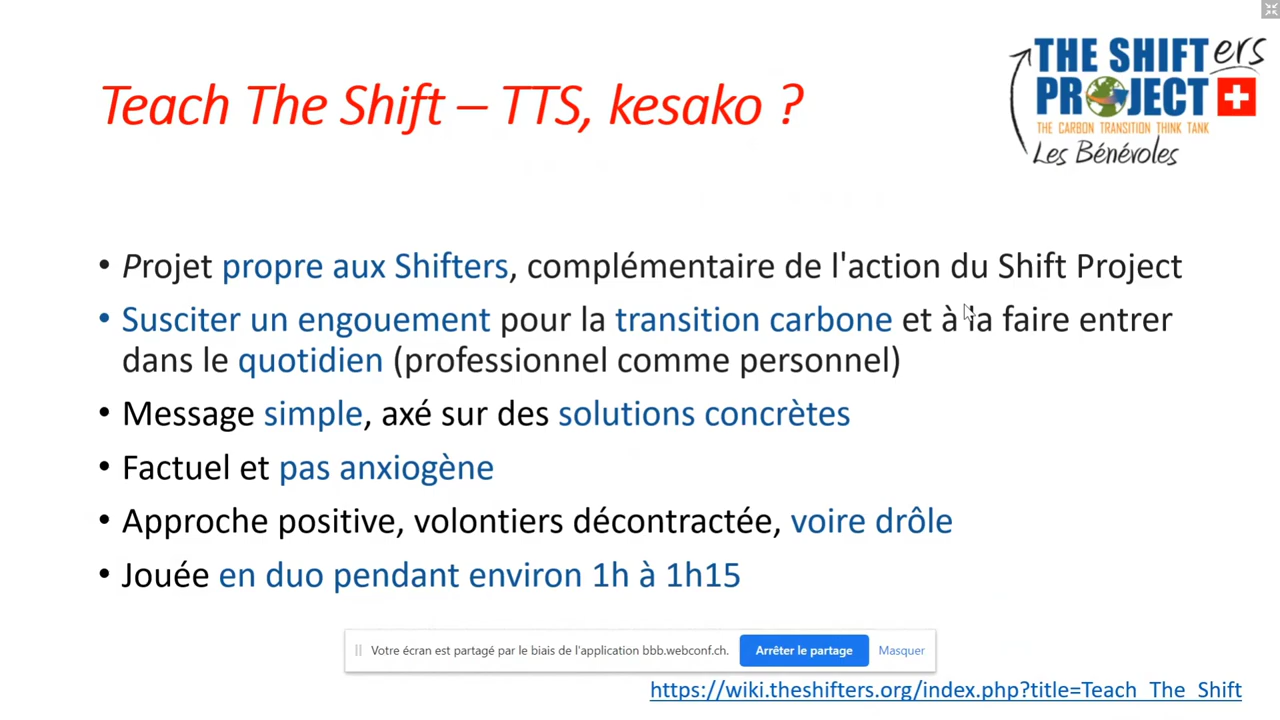 THE SHIFTers
PROJECT
THE CARBON TRANSITION THINK TANK
Les Bénévoles
Teach The Shift – TTS, kesako ?
• Projet propre aux Shifters, complémentaire de l'action du Shift Project
• Susciter un engouement pour la transition carbone et à la faire entrer
dans le quotidien (professionnel comme personnel)
• Message simple, axé sur des solutions concrètes
• Factuel et pas anxiogène
• Approche positive, volontiers décontractée, voire drôle
• Jouée en duo pendant environ 1h à 1h15
Votre écran est partagé par le biais de l'application bbb.webconf.ch. Arrêter le partage Masquer
https://wiki.theshifters.org/index.php?title=Teach_The_Shift